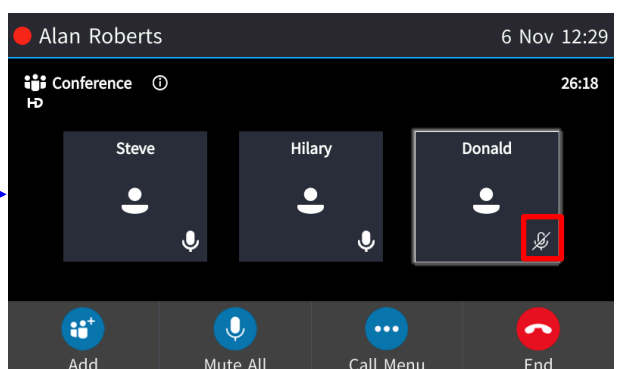 Alan Roberts 6 Nov 12:29
Conference 26:18
HD
Steve Hilary Donald
Add Mute All Call Menu End